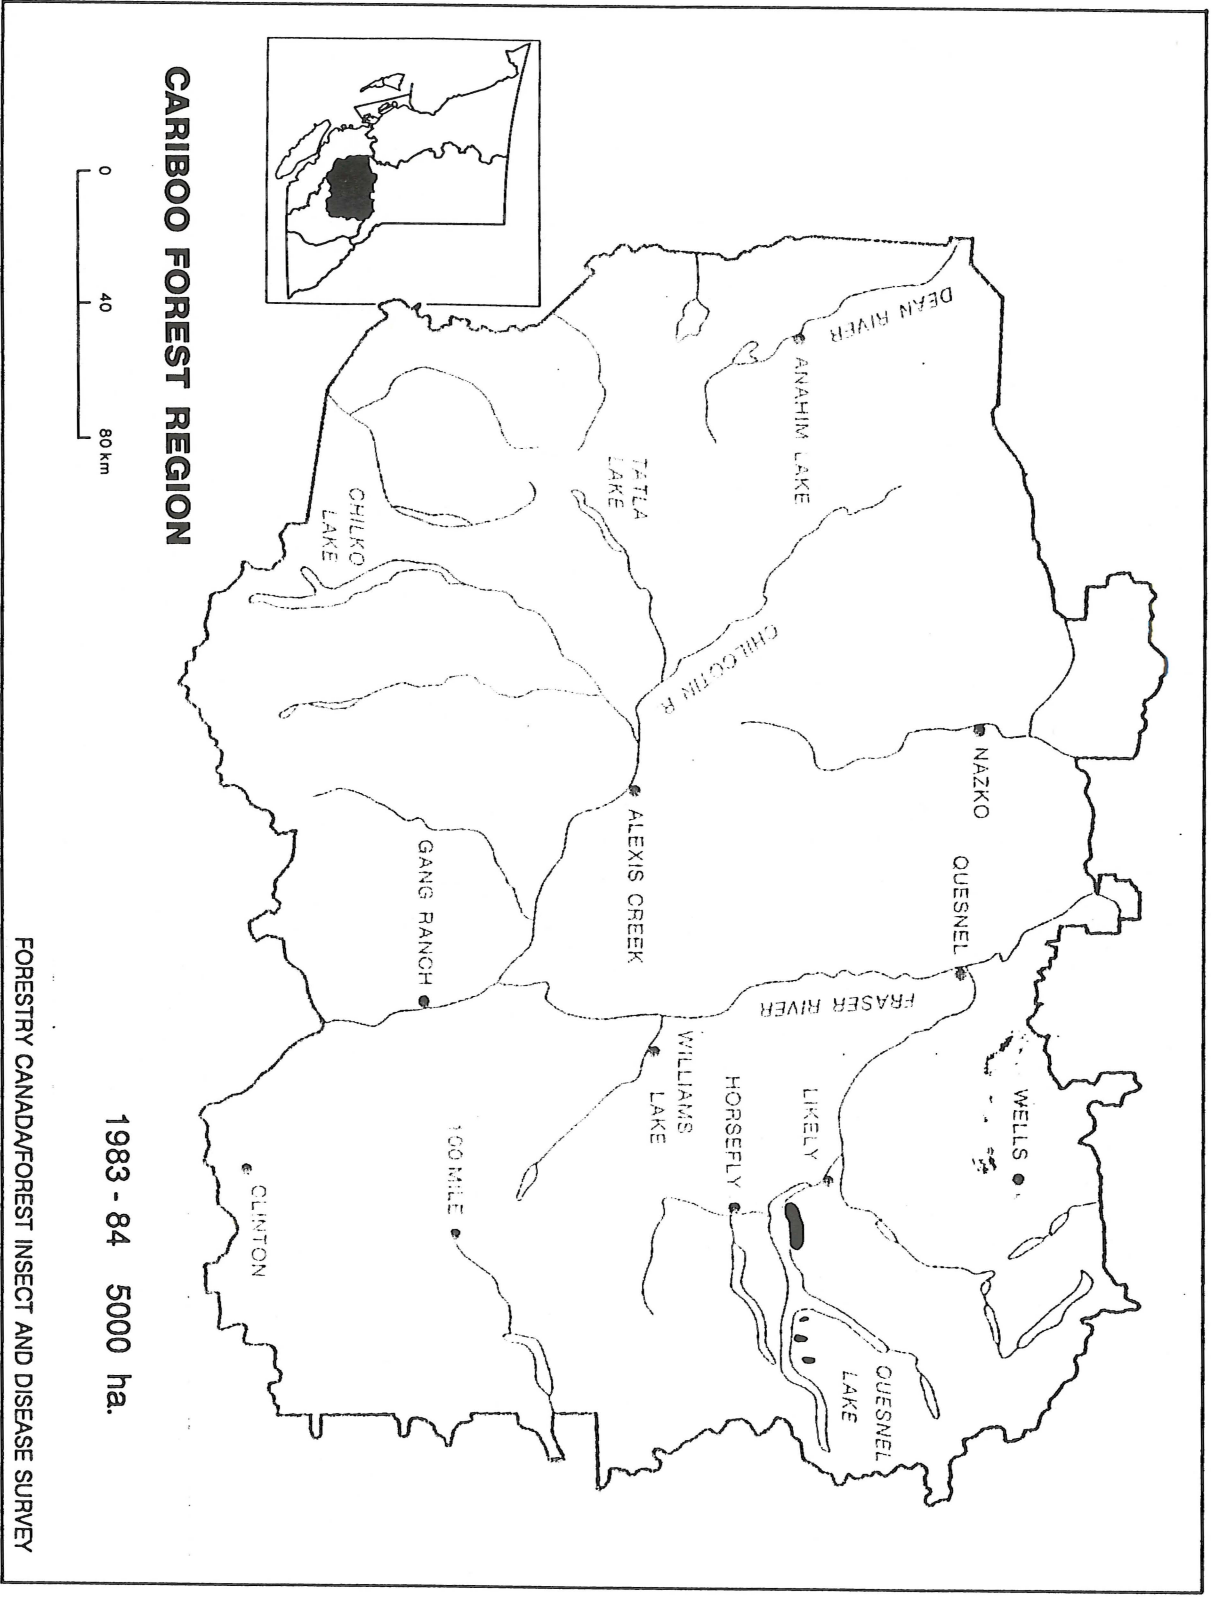 WELLS
NAZKO
QUESNEL
DEAN RIVER
FRASER RIVER
QUESNEL
LAKE
LIKELY
ANAHIM LAKE
HORSEFLY
CHILCOTIN R
WILLIAMS
LAKE
TATLA
LAKE
ALEXIS CREEK
100 MILE
GANG RANCH
CHILKO
LAKE
CLINTON
CARIBOO FOREST REGION
0 40 80 km
1983 - 84 5000 ha.
FORESTRY CANADA/FOREST INSECT AND DISEASE SURVEY